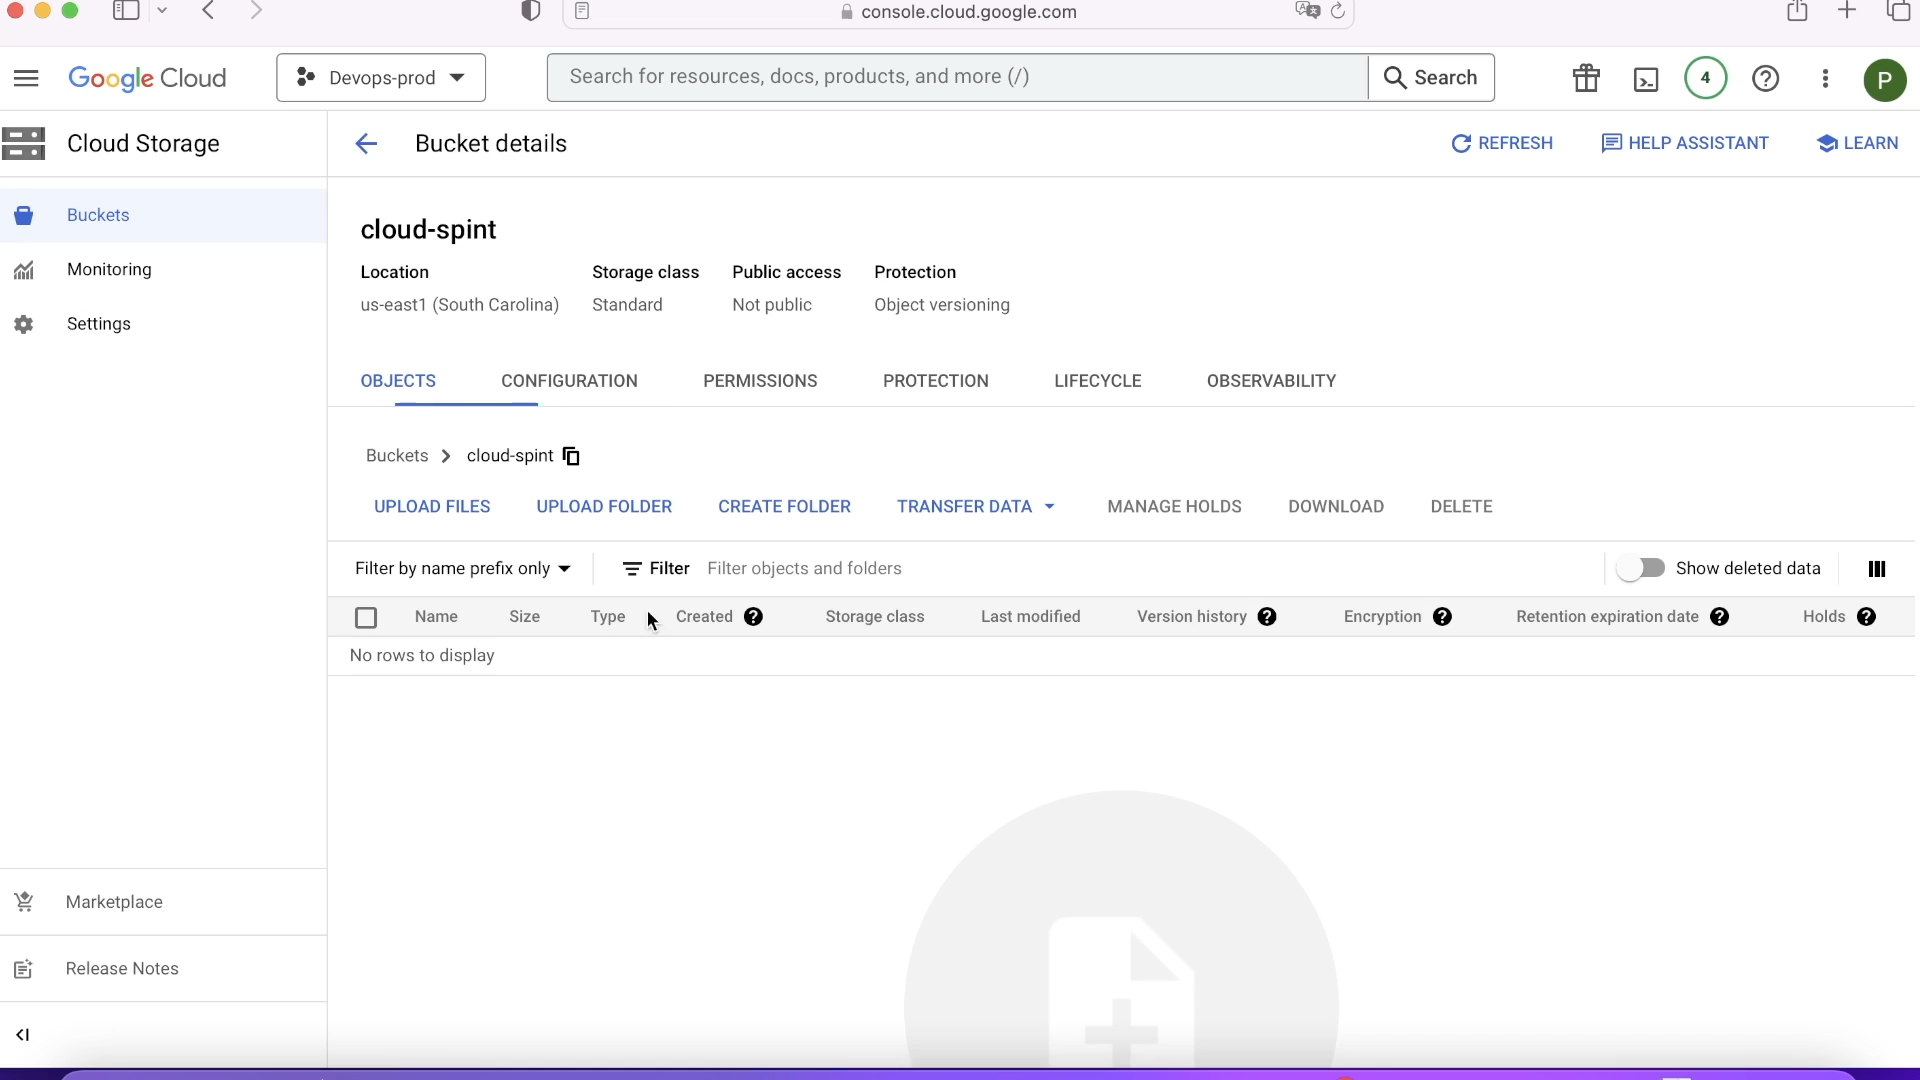 console.cloud.google.com
Google Cloud
Devops-prod
Search for resources, docs, products, and more (/)
Search
4
P
Cloud Storage
Bucket details
REFRESH
HELP ASSISTANT
LEARN
Buckets
Monitoring
Settings
cloud-spint
Location Storage class Public access Protection
us-east1 (South Carolina) Standard Not public Object versioning
OBJECTS CONFIGURATION PERMISSIONS PROTECTION LIFECYCLE OBSERVABILITY
Buckets > cloud-spint
UPLOAD FILES UPLOAD FOLDER CREATE FOLDER TRANSFER DATA MANAGE HOLDS DOWNLOAD DELETE
Filter by name prefix only Filter Filter objects and folders Show deleted data
Name Size Type Created Storage class Last modified Version history Encryption Retention expiration date Holds
No rows to display
Marketplace
Release Notes